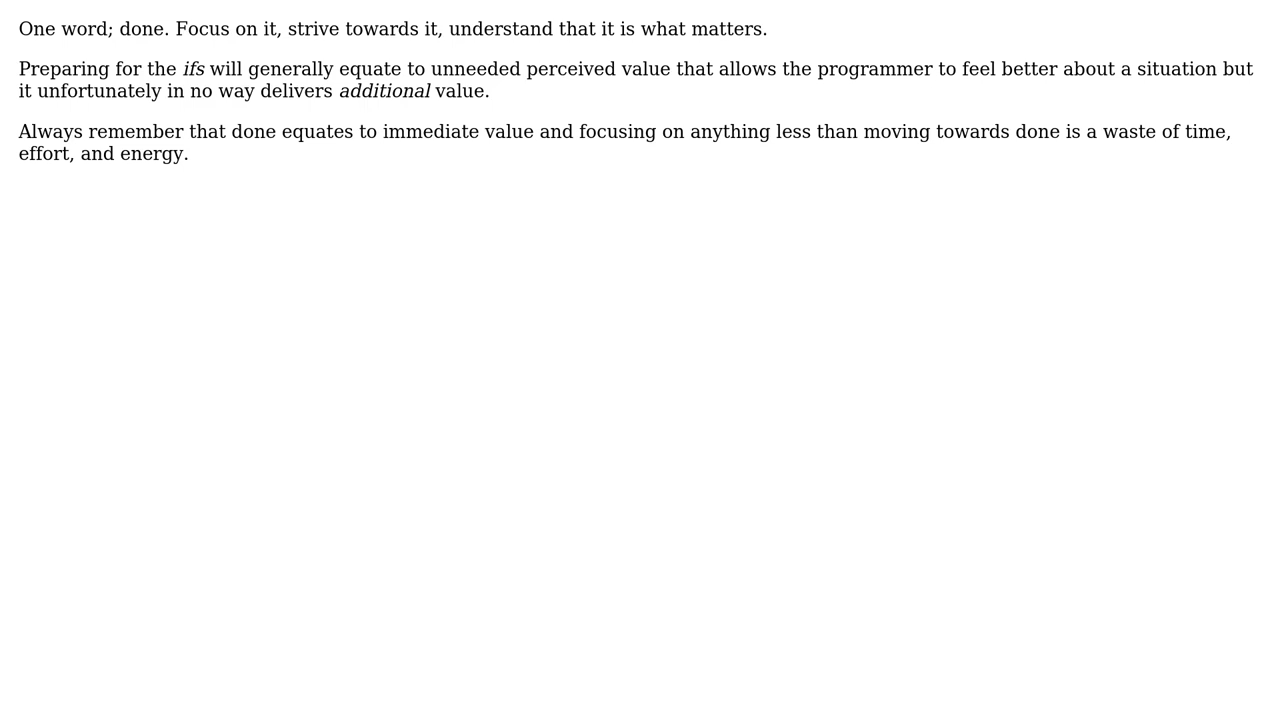 One word; done. Focus on it, strive towards it, understand that it is what matters.
Preparing for the ifs will generally equate to unneeded perceived value that allows the programmer to feel better about a situation but
it unfortunately in no way delivers additional value.
Always remember that done equates to immediate value and focusing on anything less than moving towards done is a waste of time,
effort, and energy.